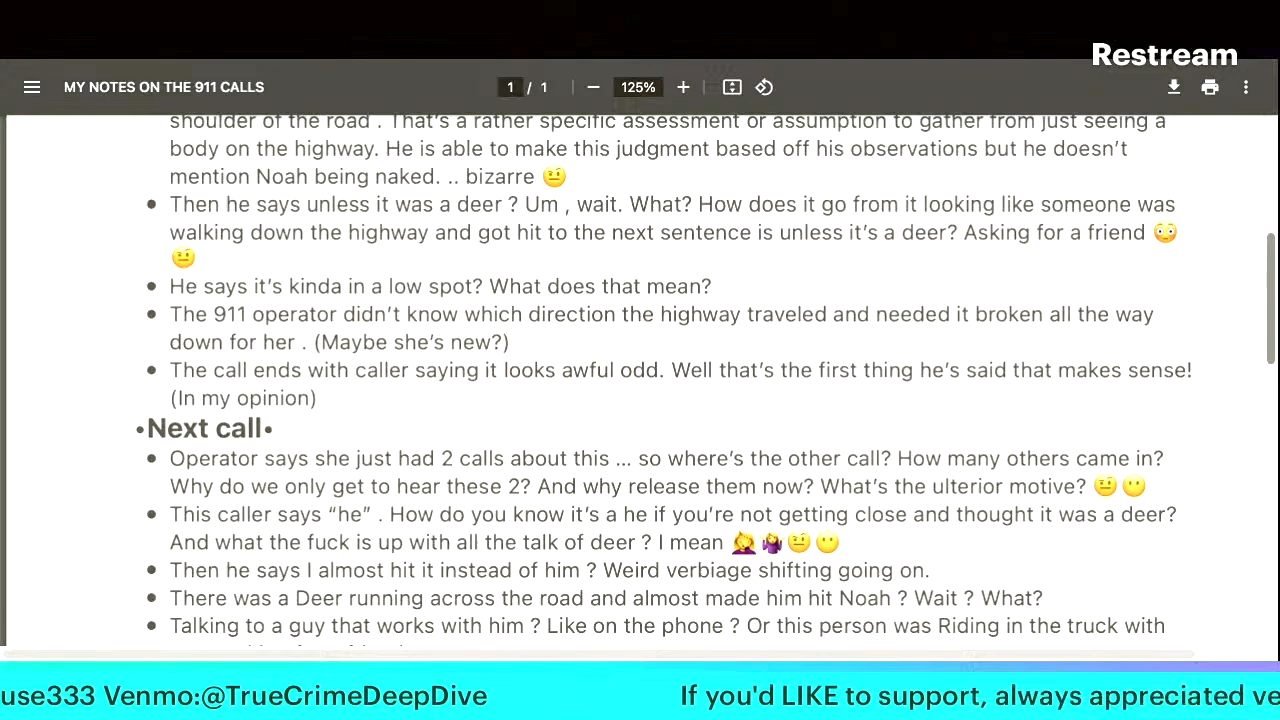 Restream
MY NOTES ON THE 911 CALLS
1 / 1
125%
shoulder of the road . That's a rather specific assessment or assumption to gather from just seeing a
body on the highway. He is able to make this judgment based off his observations but he doesn't
mention Noah being naked. .. bizarre 🤨
• Then he says unless it was a deer ? Um , wait. What? How does it go from it looking like someone was
walking down the highway and got hit to the next sentence is unless it's a deer? Asking for a friend 😳
🤨
• He says it's kinda in a low spot? What does that mean?
• The 911 operator didn't know which direction the highway traveled and needed it broken all the way
down for her . (Maybe she's new?)
• The call ends with caller saying it looks awful odd. Well that's the first thing he's said that makes sense!
(In my opinion)
•Next call•
• Operator says she just had 2 calls about this ... so where's the other call? How many others came in?
Why do we only get to hear these 2? And why release them now? What's the ulterior motive? 🤨 😶
• This caller says “he” . How do you know it's a he if you're not getting close and thought it was a deer?
And what the fuck is up with all the talk of deer ? I mean 🤦‍♀️ 🤷‍♀️ 🤨 😶
• Then he says I almost hit it instead of him ? Weird verbiage shifting going on.
• There was a Deer running across the road and almost made him hit Noah ? Wait ? What?
• Talking to a guy that works with him ? Like on the phone ? Or this person was Riding in the truck with
use333 Venmo:@TrueCrimeDeepDive
If you'd LIKE to support, always appreciated ve